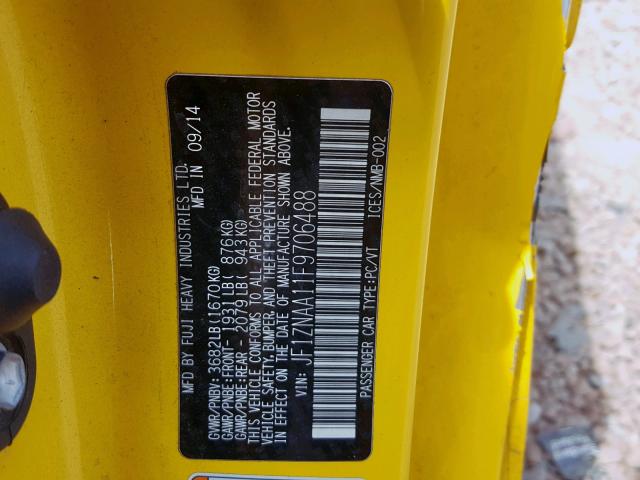 MFD BY FUJI HEAVY INDUSTRIES LTD.
MFD IN 09/14
GVWR/PNBV: 3682LB(1670KG)
GAWR/PNBE:FRONT- 1931LB( 876KG)
GAWR/PNBE:REAR - 2079LB( 943KG)
THIS VEHICLE CONFORMS TO ALL APPLICABLE FEDERAL MOTOR
VEHICLE SAFETY, BUMPER, AND THEFT PREVENTION STANDARDS
IN EFFECT ON THE DATE OF MANUFACTURE SHOWN ABOVE.
VIN: JF1ZNAA11F9706488
PASSENGER CAR TYPE:PC/VT ICES/NMB-002